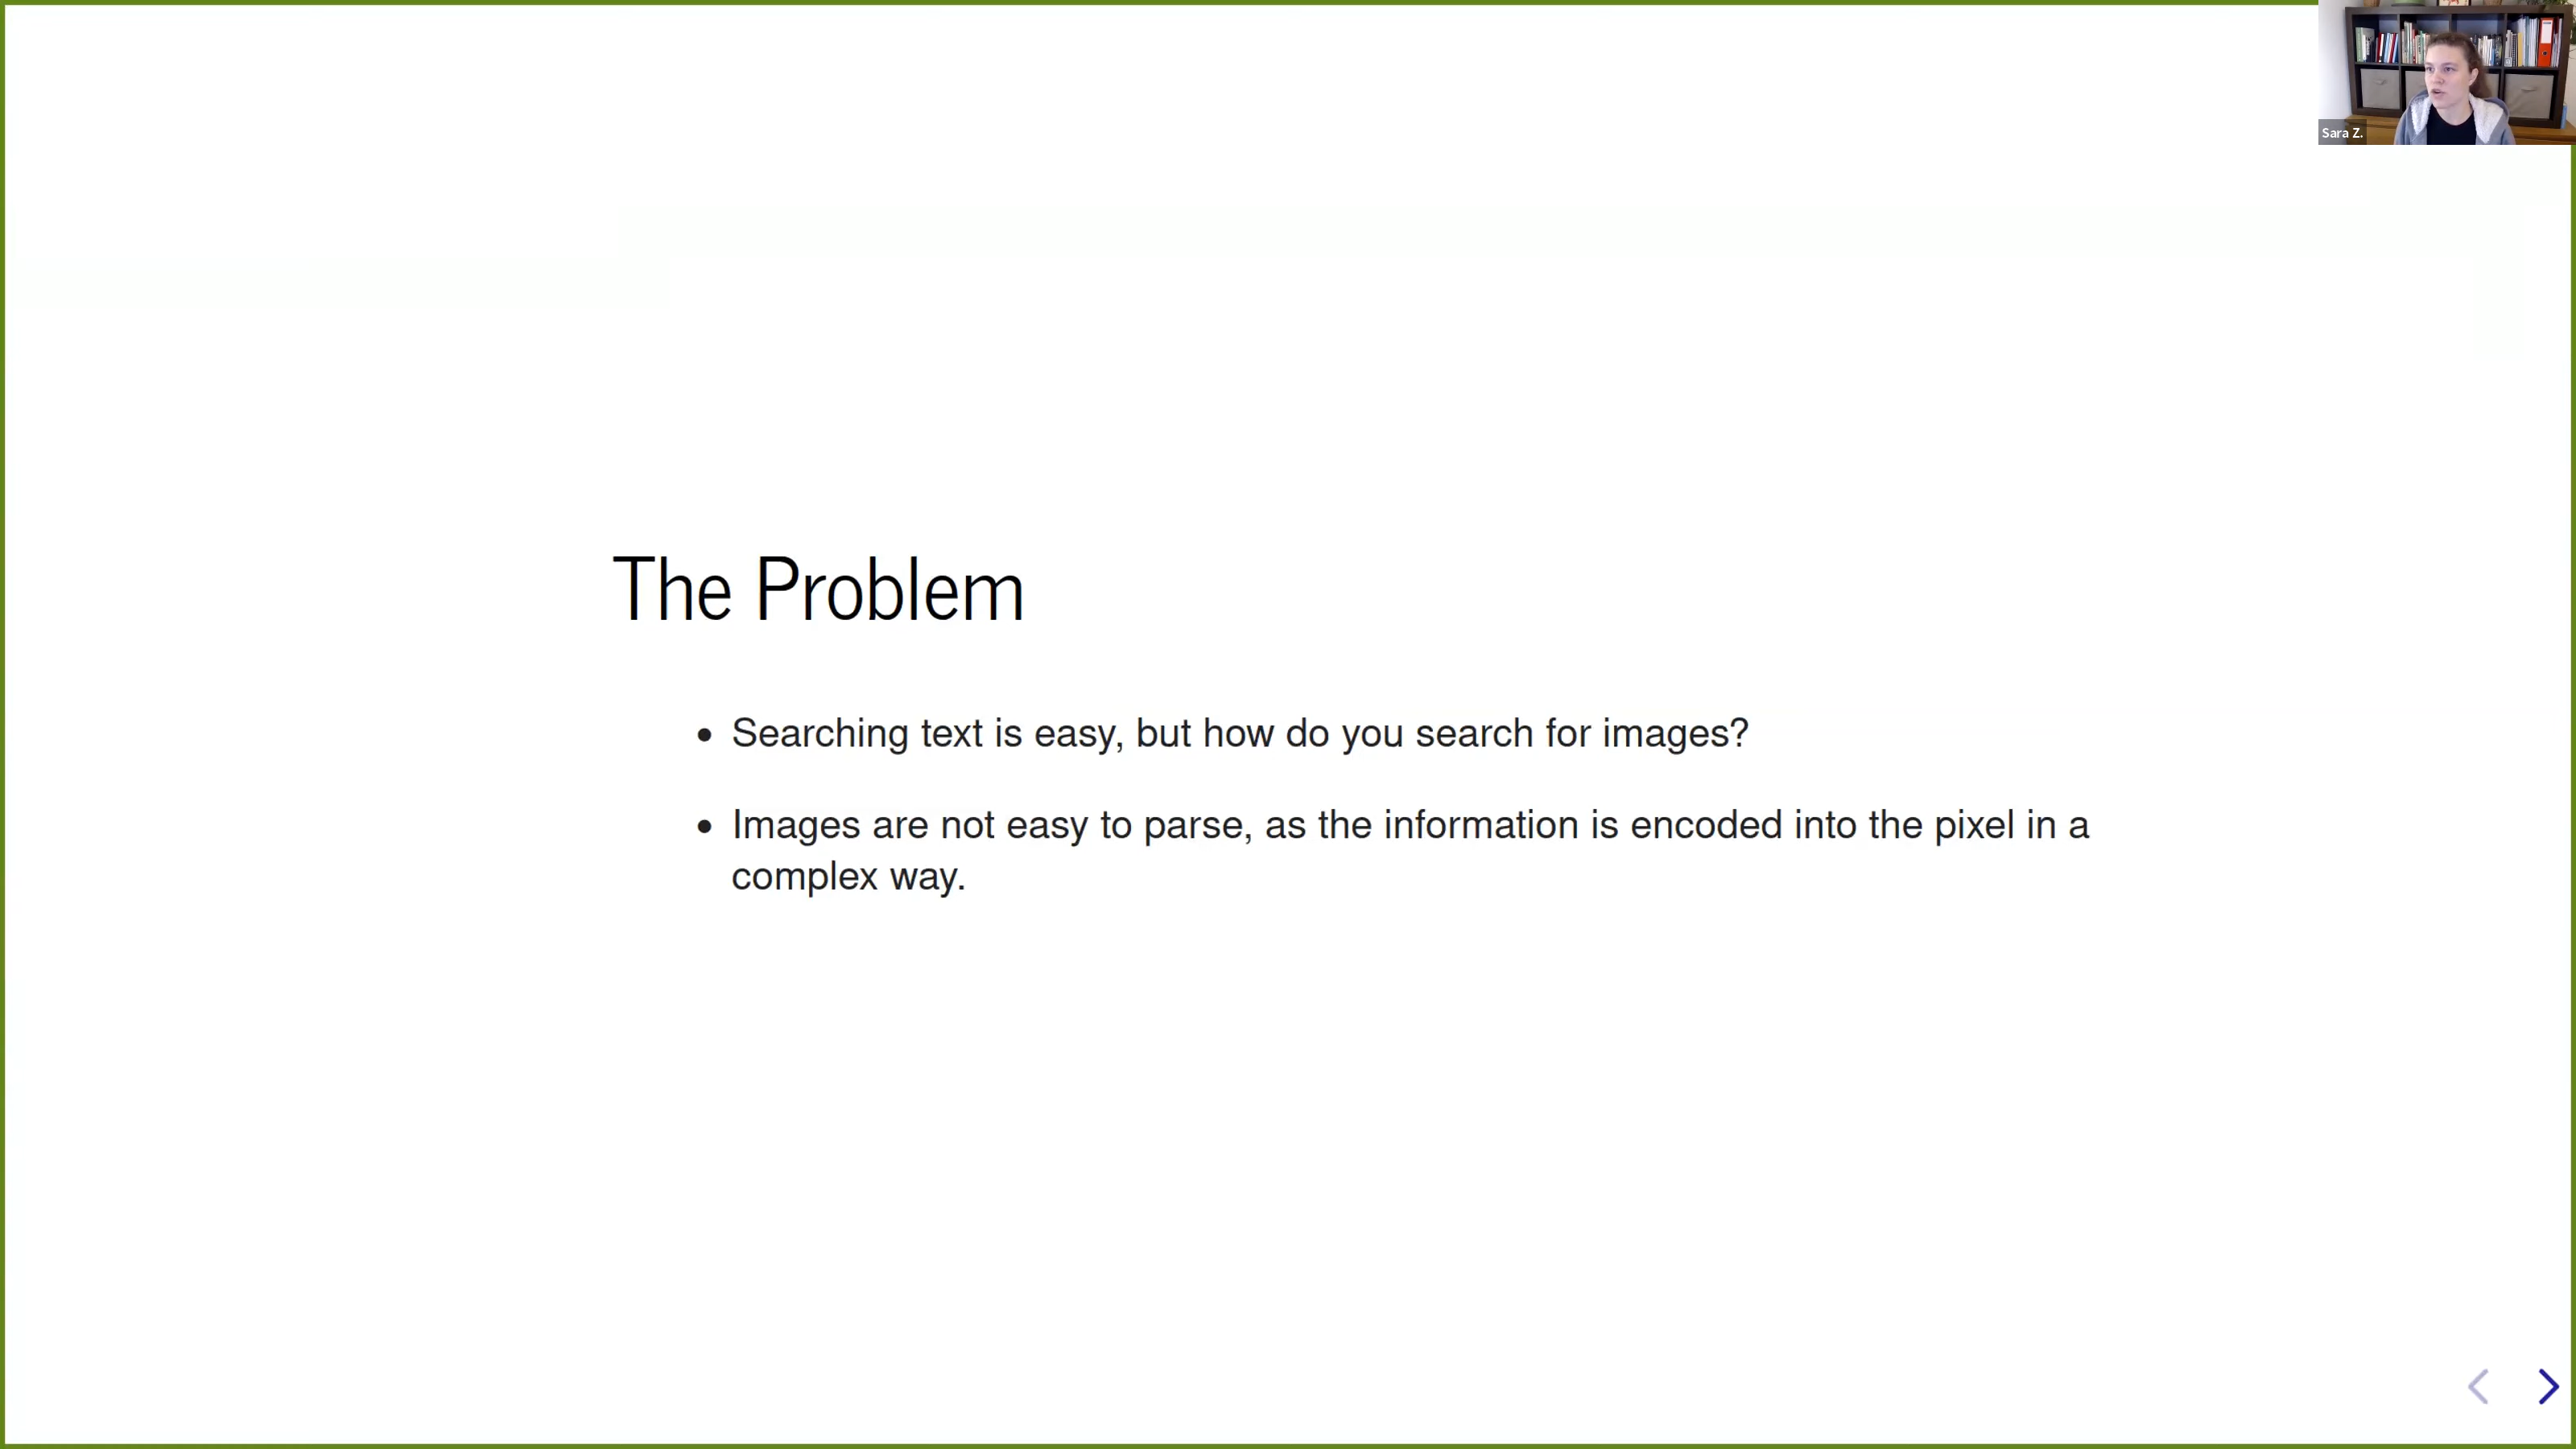 Sara Z.
The Problem
• Searching text is easy, but how do you search for images?
• Images are not easy to parse, as the information is encoded into the pixel in a
complex way.